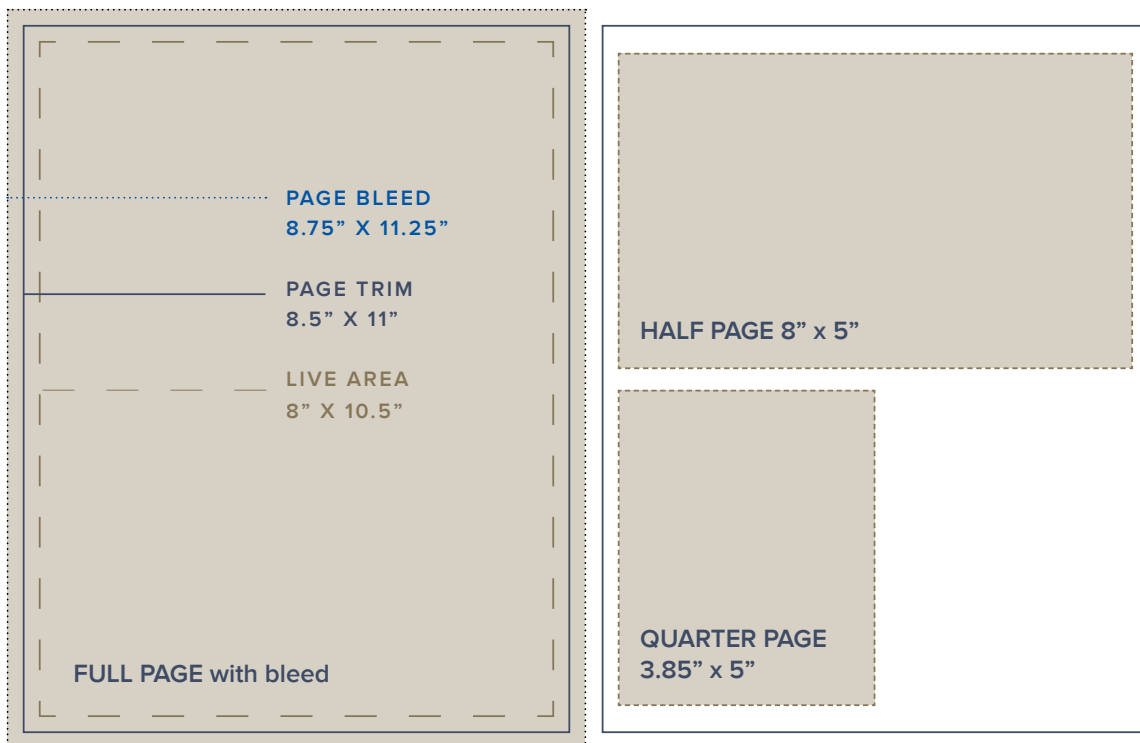 PAGE BLEED
8.75” X 11.25”
PAGE TRIM
8.5” X 11”
LIVE AREA
8” X 10.5”
FULL PAGE with bleed
HALF PAGE 8” x 5”
QUARTER PAGE
3.85” x 5”